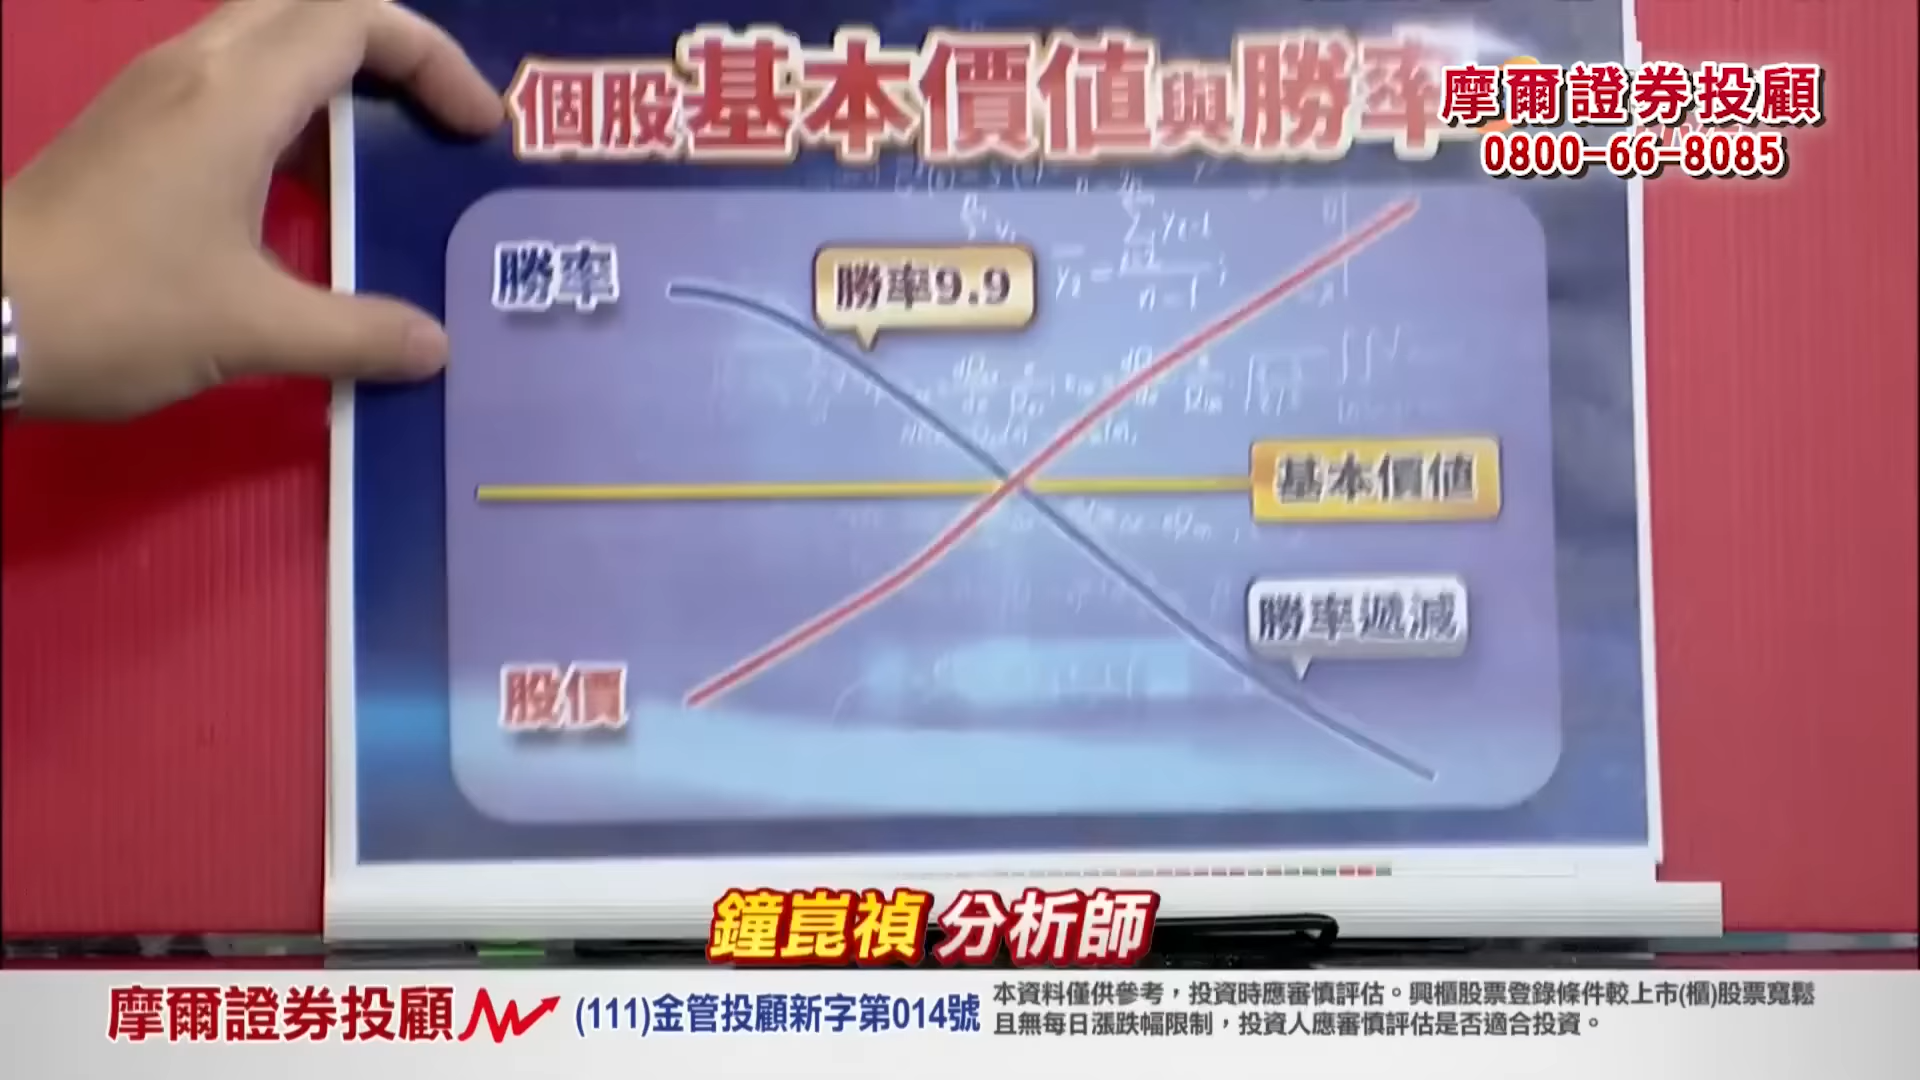 個股基本價值與勝率
摩爾證券投顧
0800-66-8085
勝率
勝率9.9
基本價值
勝率遞減
股價
鐘崑禎 分析師
摩爾證券投顧
(111)金管投顧新字第014號
本資料僅供參考，投資時應審慎評估。興櫃股票登錄條件較上市(櫃)股票寬鬆
且無每日漲跌幅限制，投資人應審慎評估是否適合投資。